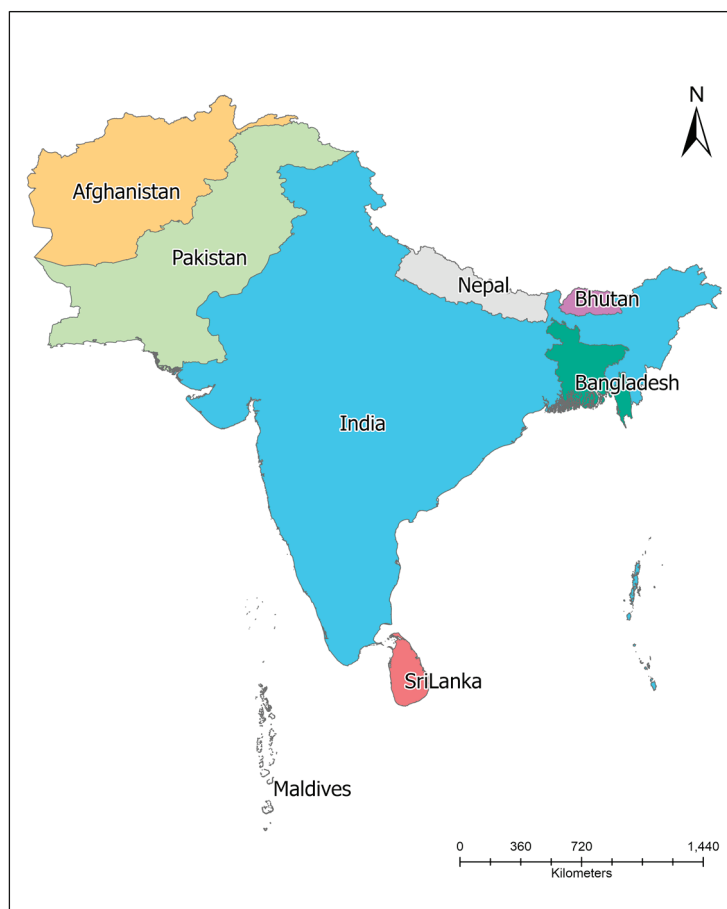 N
Afghanistan
Pakistan
Nepal
Bhutan
Bangladesh
India
SriLanka
Maldives
0 360 720 1,440
Kilometers